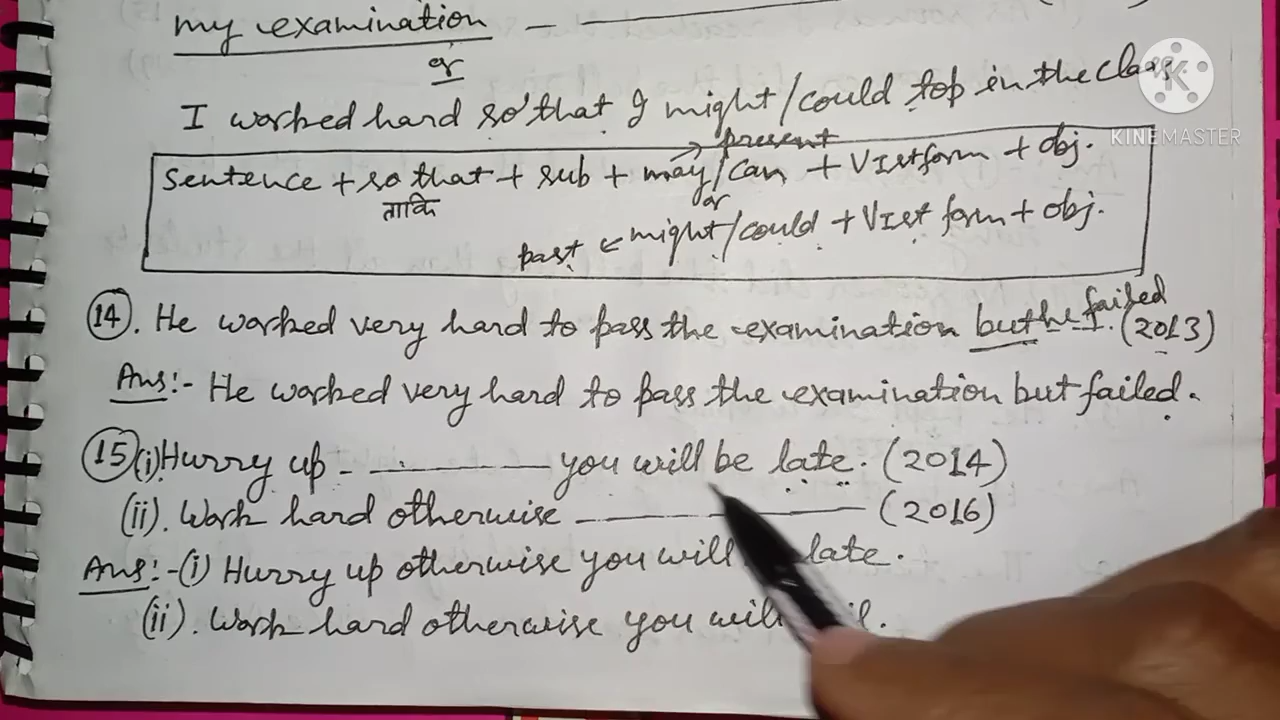 my examination
or
I worked hard so that I might/could top in the class.
KINEMASTER
present
Sentence + so that + sub + may/can + VIst form + obj.
ताकि
or
past ← might/could + VIst form + obj.
failed
14. He worked very hard to pass the examination but he (2013)
Ans:- He worked very hard to pass the examination but failed.
15 (i) Hurry up - ———— you will be late. (2014)
(ii). Work hard otherwise ———— (2016)
Ans:- (i) Hurry up otherwise you will late.
(ii). Work hard otherwise you will